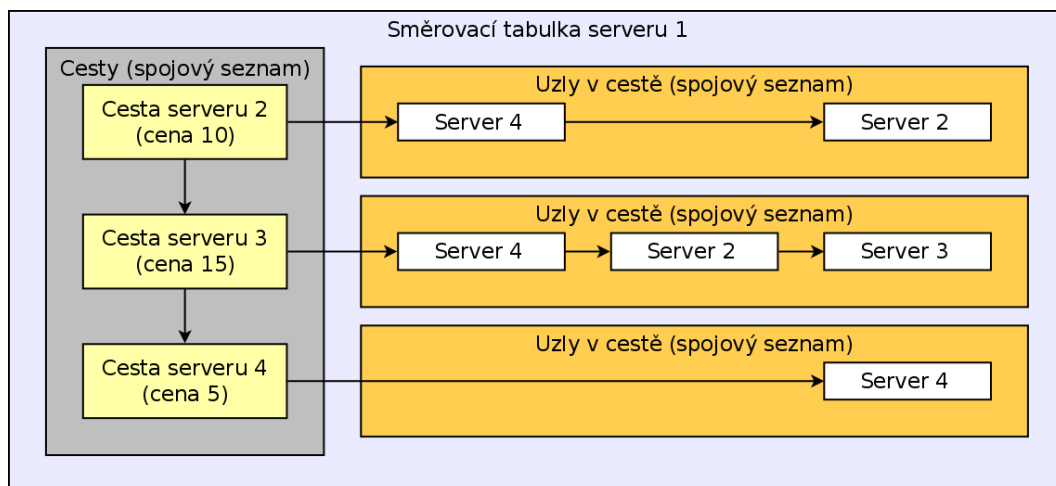 Směrovací tabulka serveru 1
Cesty (spojový seznam)
Cesta serveru 2
(cena 10)
Uzly v cestě (spojový seznam)
Server 4
Server 2
Cesta serveru 3
(cena 15)
Uzly v cestě (spojový seznam)
Server 4
Server 2
Server 3
Cesta serveru 4
(cena 5)
Uzly v cestě (spojový seznam)
Server 4